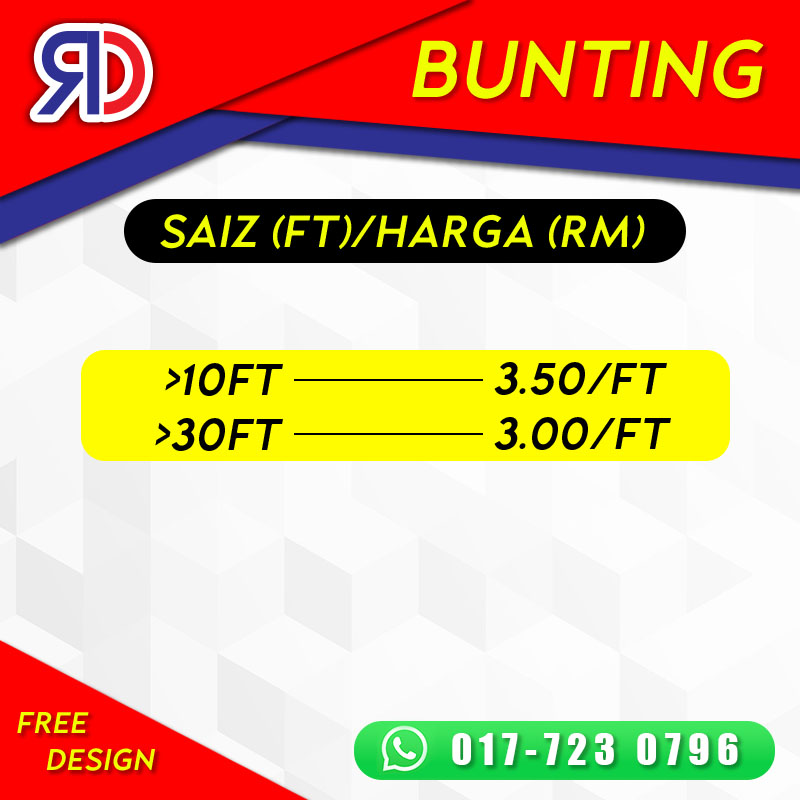 RD
BUNTING
SAIZ (FT)/HARGA (RM)
>10FT 3.50/FT
>30FT 3.00/FT
FREE
DESIGN
017-723 0796